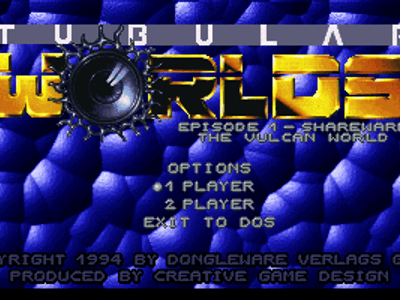 TUBULAR
WORLDS
EPISODE 1 - SHAREWARE
THE VULCAN WORLD
OPTIONS
1 PLAYER
2 PLAYER
EXIT TO DOS
PYRIGHT 1994 BY DONGLEWARE VERLAGS G
PRODUCED BY CREATIVE GAME DESIGN